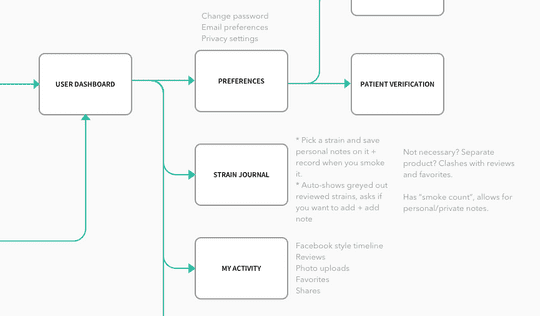 Change password
Email preferences
Privacy settings
USER DASHBOARD
PREFERENCES
PATIENT VERIFICATION
STRAIN JOURNAL
* Pick a strain and save
personal notes on it +
record when you smoke
it.
* Auto-shows greyed out
reviewed strains, asks if
you want to add + add
note
Not necessary? Separate
product? Clashes with reviews
and favorites.
Has "smoke count", allows for
personal/private notes.
MY ACTIVITY
Facebook style timeline
Reviews
Photo uploads
Favorites
Shares